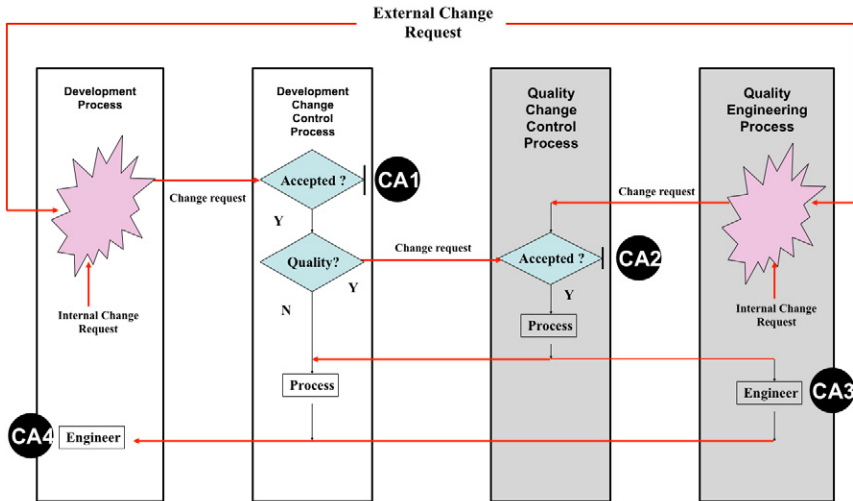 External Change
Request
Development
Process
Development
Change
Control
Process
Quality
Change
Control
Process
Quality
Engineering
Process
Accepted ?
CA1
Change request
Change request
Y
Quality?
Change request
Accepted ?
CA2
Y
N
Y
Internal Change
Request
Internal Change
Request
Process
Process
Engineer
CA3
CA4
Engineer